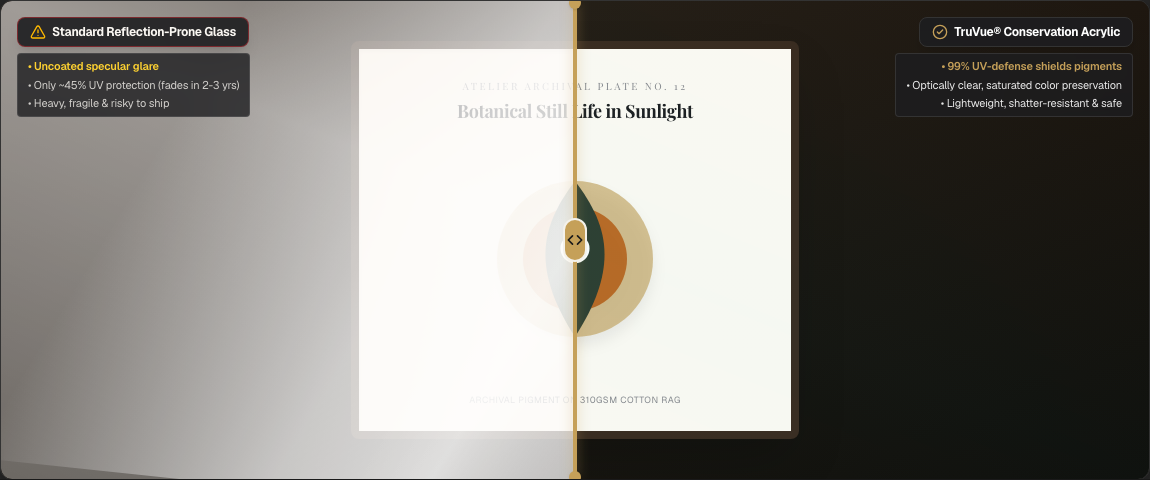 Standard Reflection-Prone Glass
• Uncoated specular glare
• Only ~45% UV protection (fades in 2-3 yrs)
• Heavy, fragile & risky to ship
TruVue® Conservation Acrylic
• 99% UV-defense shields pigments
• Optically clear, saturated color preservation
• Lightweight, shatter-resistant & safe
ATELIER ARCHIVAL PLATE NO. 12
Botanical Still Life in Sunlight
ARCHIVAL PIGMENT ON 310GSM COTTON RAG